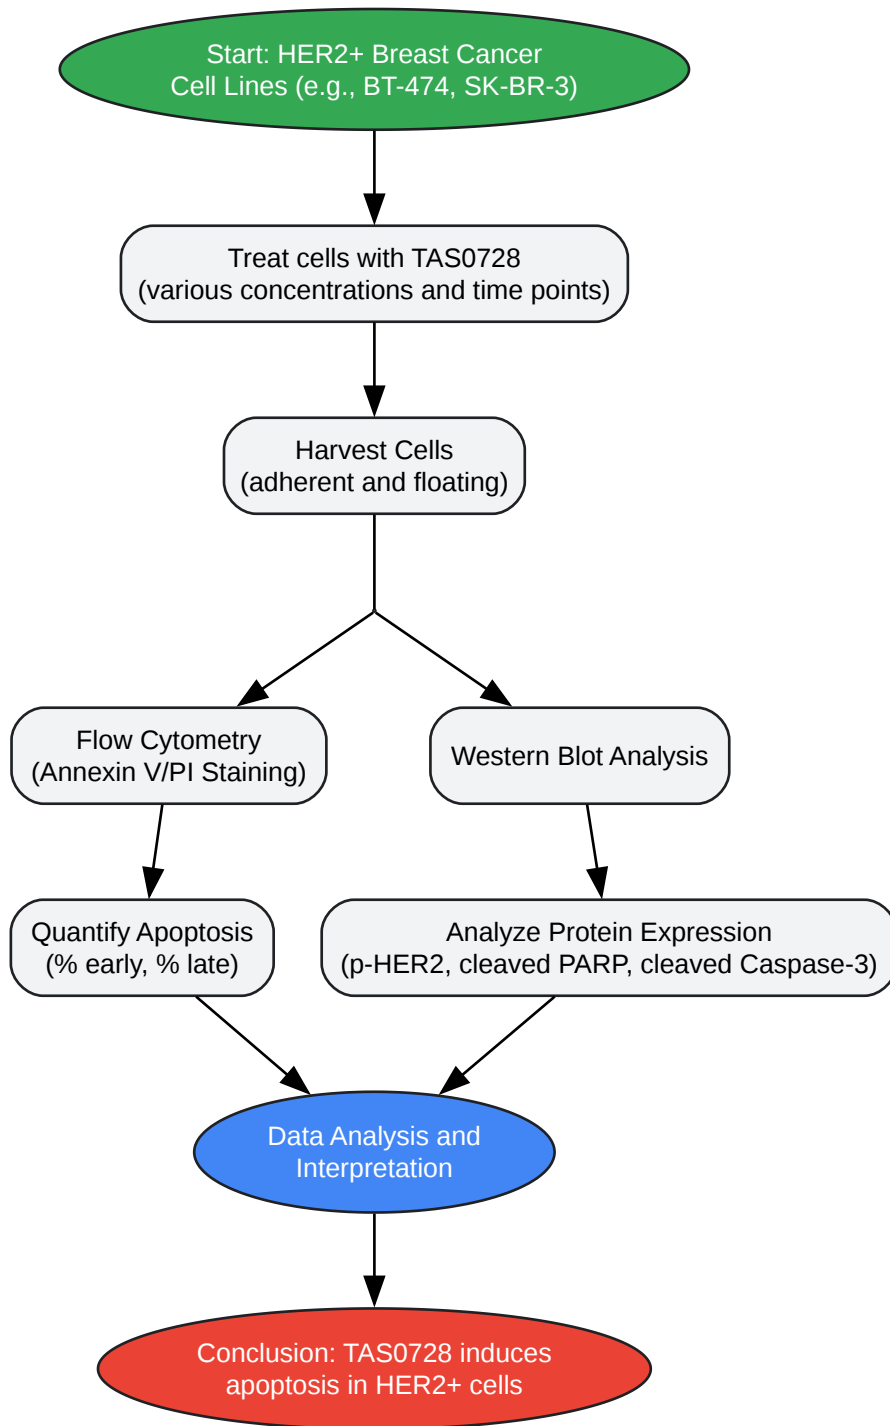 Start: HER2+ Breast Cancer
Cell Lines (e.g., BT-474, SK-BR-3)
Treat cells with TAS0728
(various concentrations and time points)
Harvest Cells
(adherent and floating)
Flow Cytometry
(Annexin V/PI Staining)
Western Blot Analysis
Quantify Apoptosis
(% early, % late)
Analyze Protein Expression
(p-HER2, cleaved PARP, cleaved Caspase-3)
Data Analysis and
Interpretation
Conclusion: TAS0728 induces
apoptosis in HER2+ cells